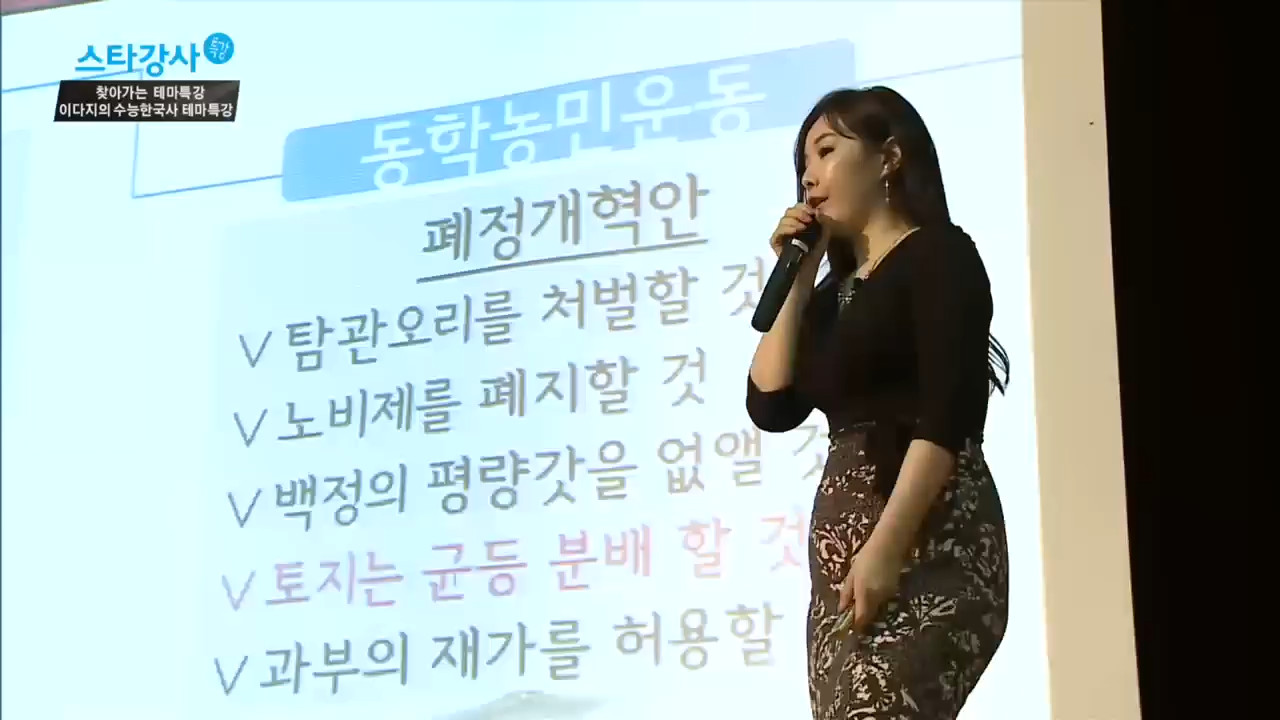 스타강사 특강
찾아가는 테마특강
이다지의 수능한국사 테마특강
동학농민운동
폐정개혁안
∨ 탐관오리를 처벌할 것
∨ 노비제를 폐지할 것
∨ 백정의 평량갓을 없앨 것
∨ 토지는 균등 분배 할 것
∨ 과부의 재가를 허용할